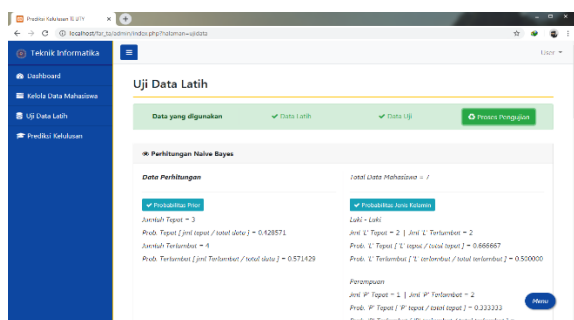 Prediksi Kelulusan TI UTY
localhost/tar_ta/admin/index.php?halaman=ujidata
Teknik Informatika
User
Dashboard
Kelola Data Mahasiswa
Uji Data Latih
Prediksi Kelulusan
Uji Data Latih
Data yang digunakan
Data Latih
Data Uji
Proses Pengujian
Perhitungan Naive Bayes
Data Perhitungan
Total Data Mahasiswa = 7
Probabilitas Prior
Jumlah Tepat = 3
Prob. Tepat [ jml tepat / total data ] = 0.428571
Jumlah Terlambat = 4
Prob. Terlambat [ jml Terlambat / total data ] = 0.571429
Probabilitas Jenis Kelamin
Laki - Laki
Jml 'L' Tepat = 2 | Jml 'L' Terlambat = 2
Prob. 'L' Tepat [ 'L' tepat / total tepat ] = 0.666667
Prob. 'L' Terlambat [ 'L' terlambat / total terlambat ] = 0.500000
Perempuan
Jml 'P' Tepat = 1 | Jml 'P' Terlambat = 2
Prob. 'P' Tepat [ 'P' tepat / total tepat ] = 0.333333
Menu